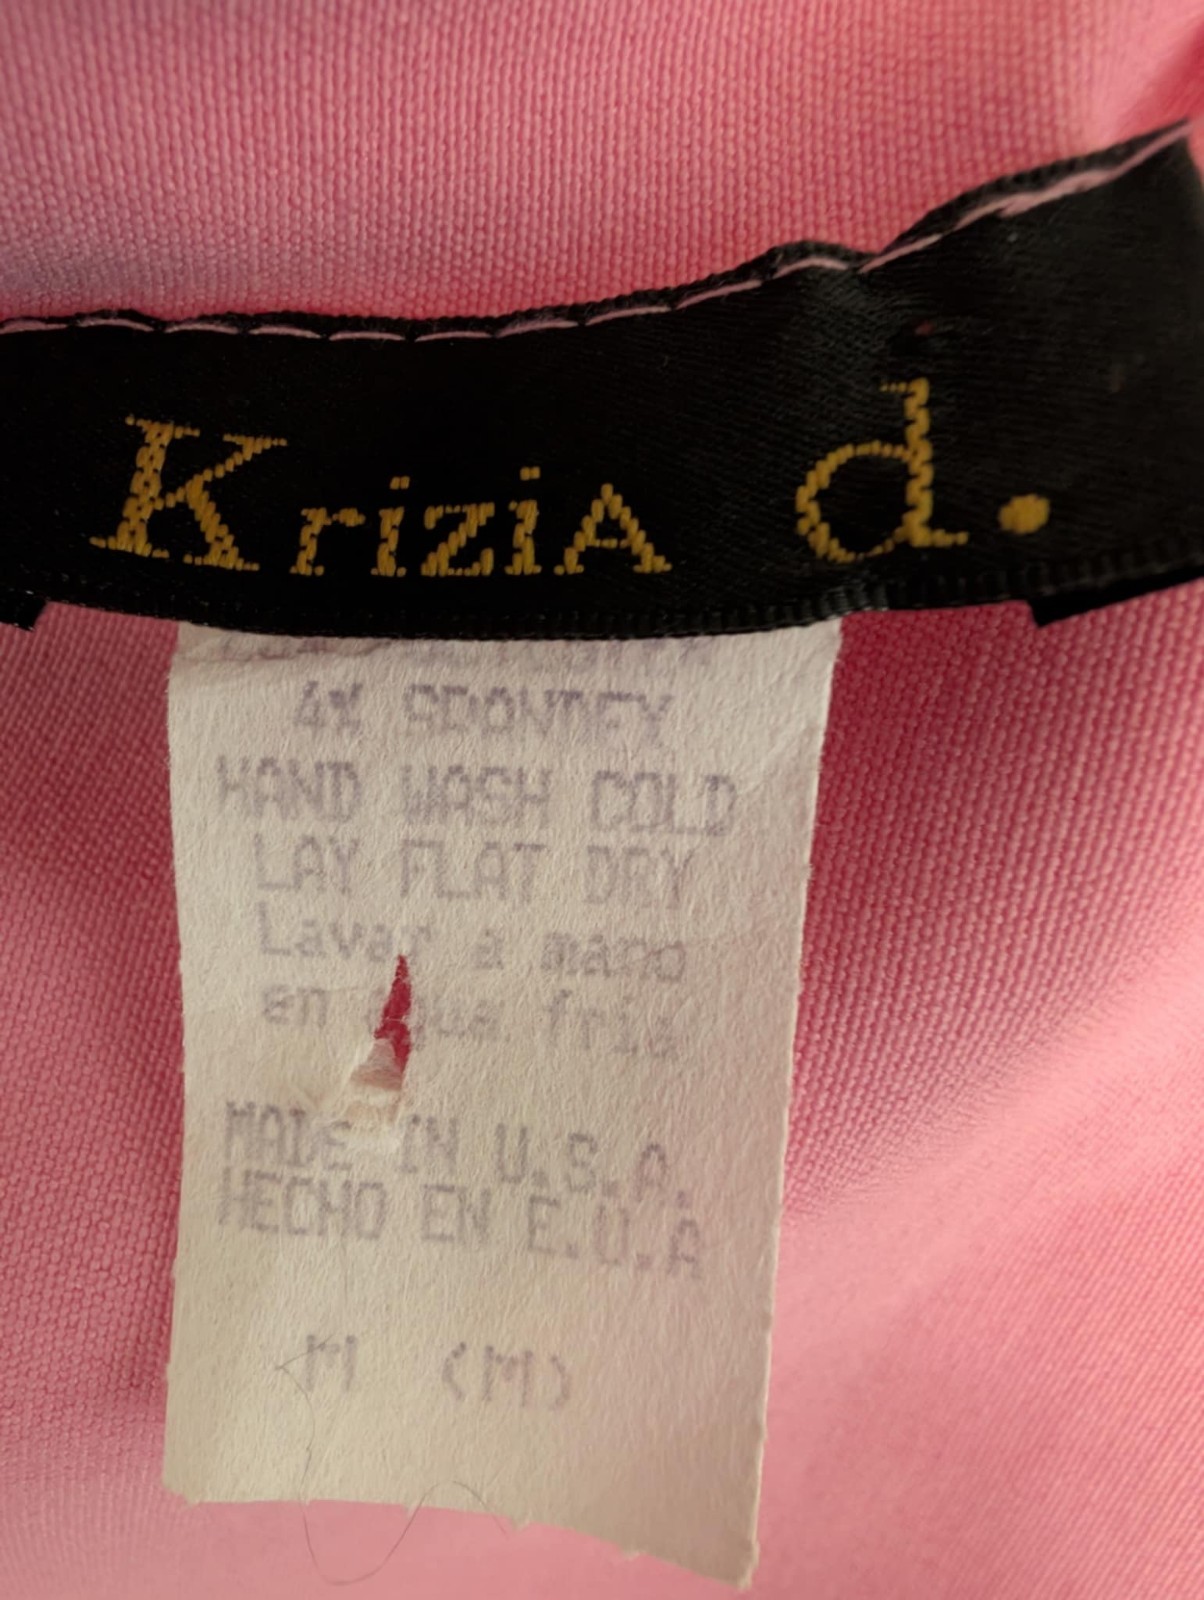 KriziA d.
4% SPANDEX
HAND WASH COLD
LAY FLAT DRY
Lavar a mano
en agua fria
MADE IN U.S.A.
HECHO EN E.U.A
M (M)